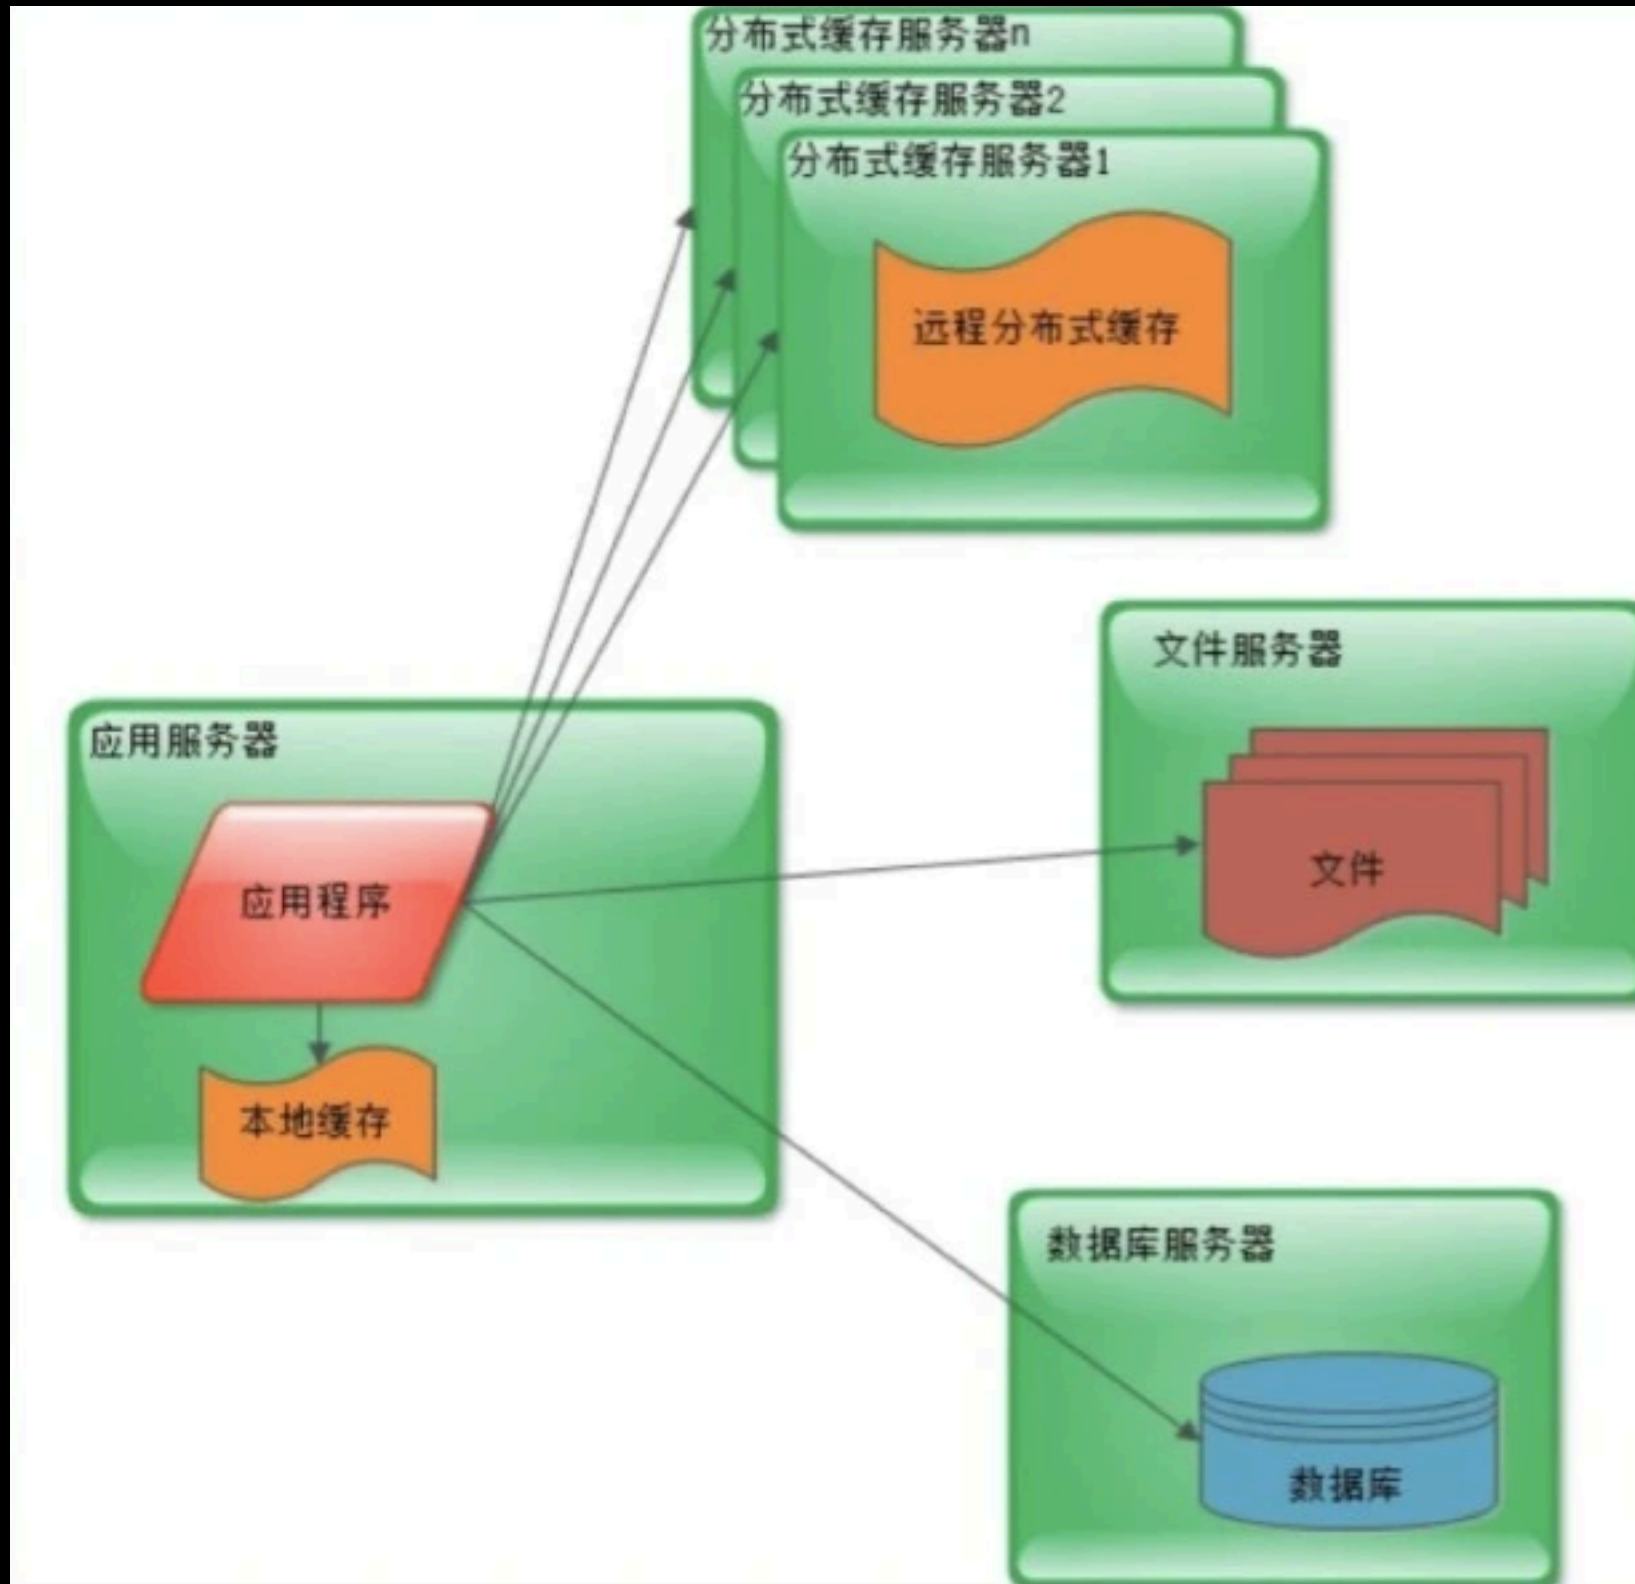 分布式缓存服务器n
分布式缓存服务器2
分布式缓存服务器1
远程分布式缓存
文件服务器
文件
应用服务器
应用程序
本地缓存
数据库服务器
数据库